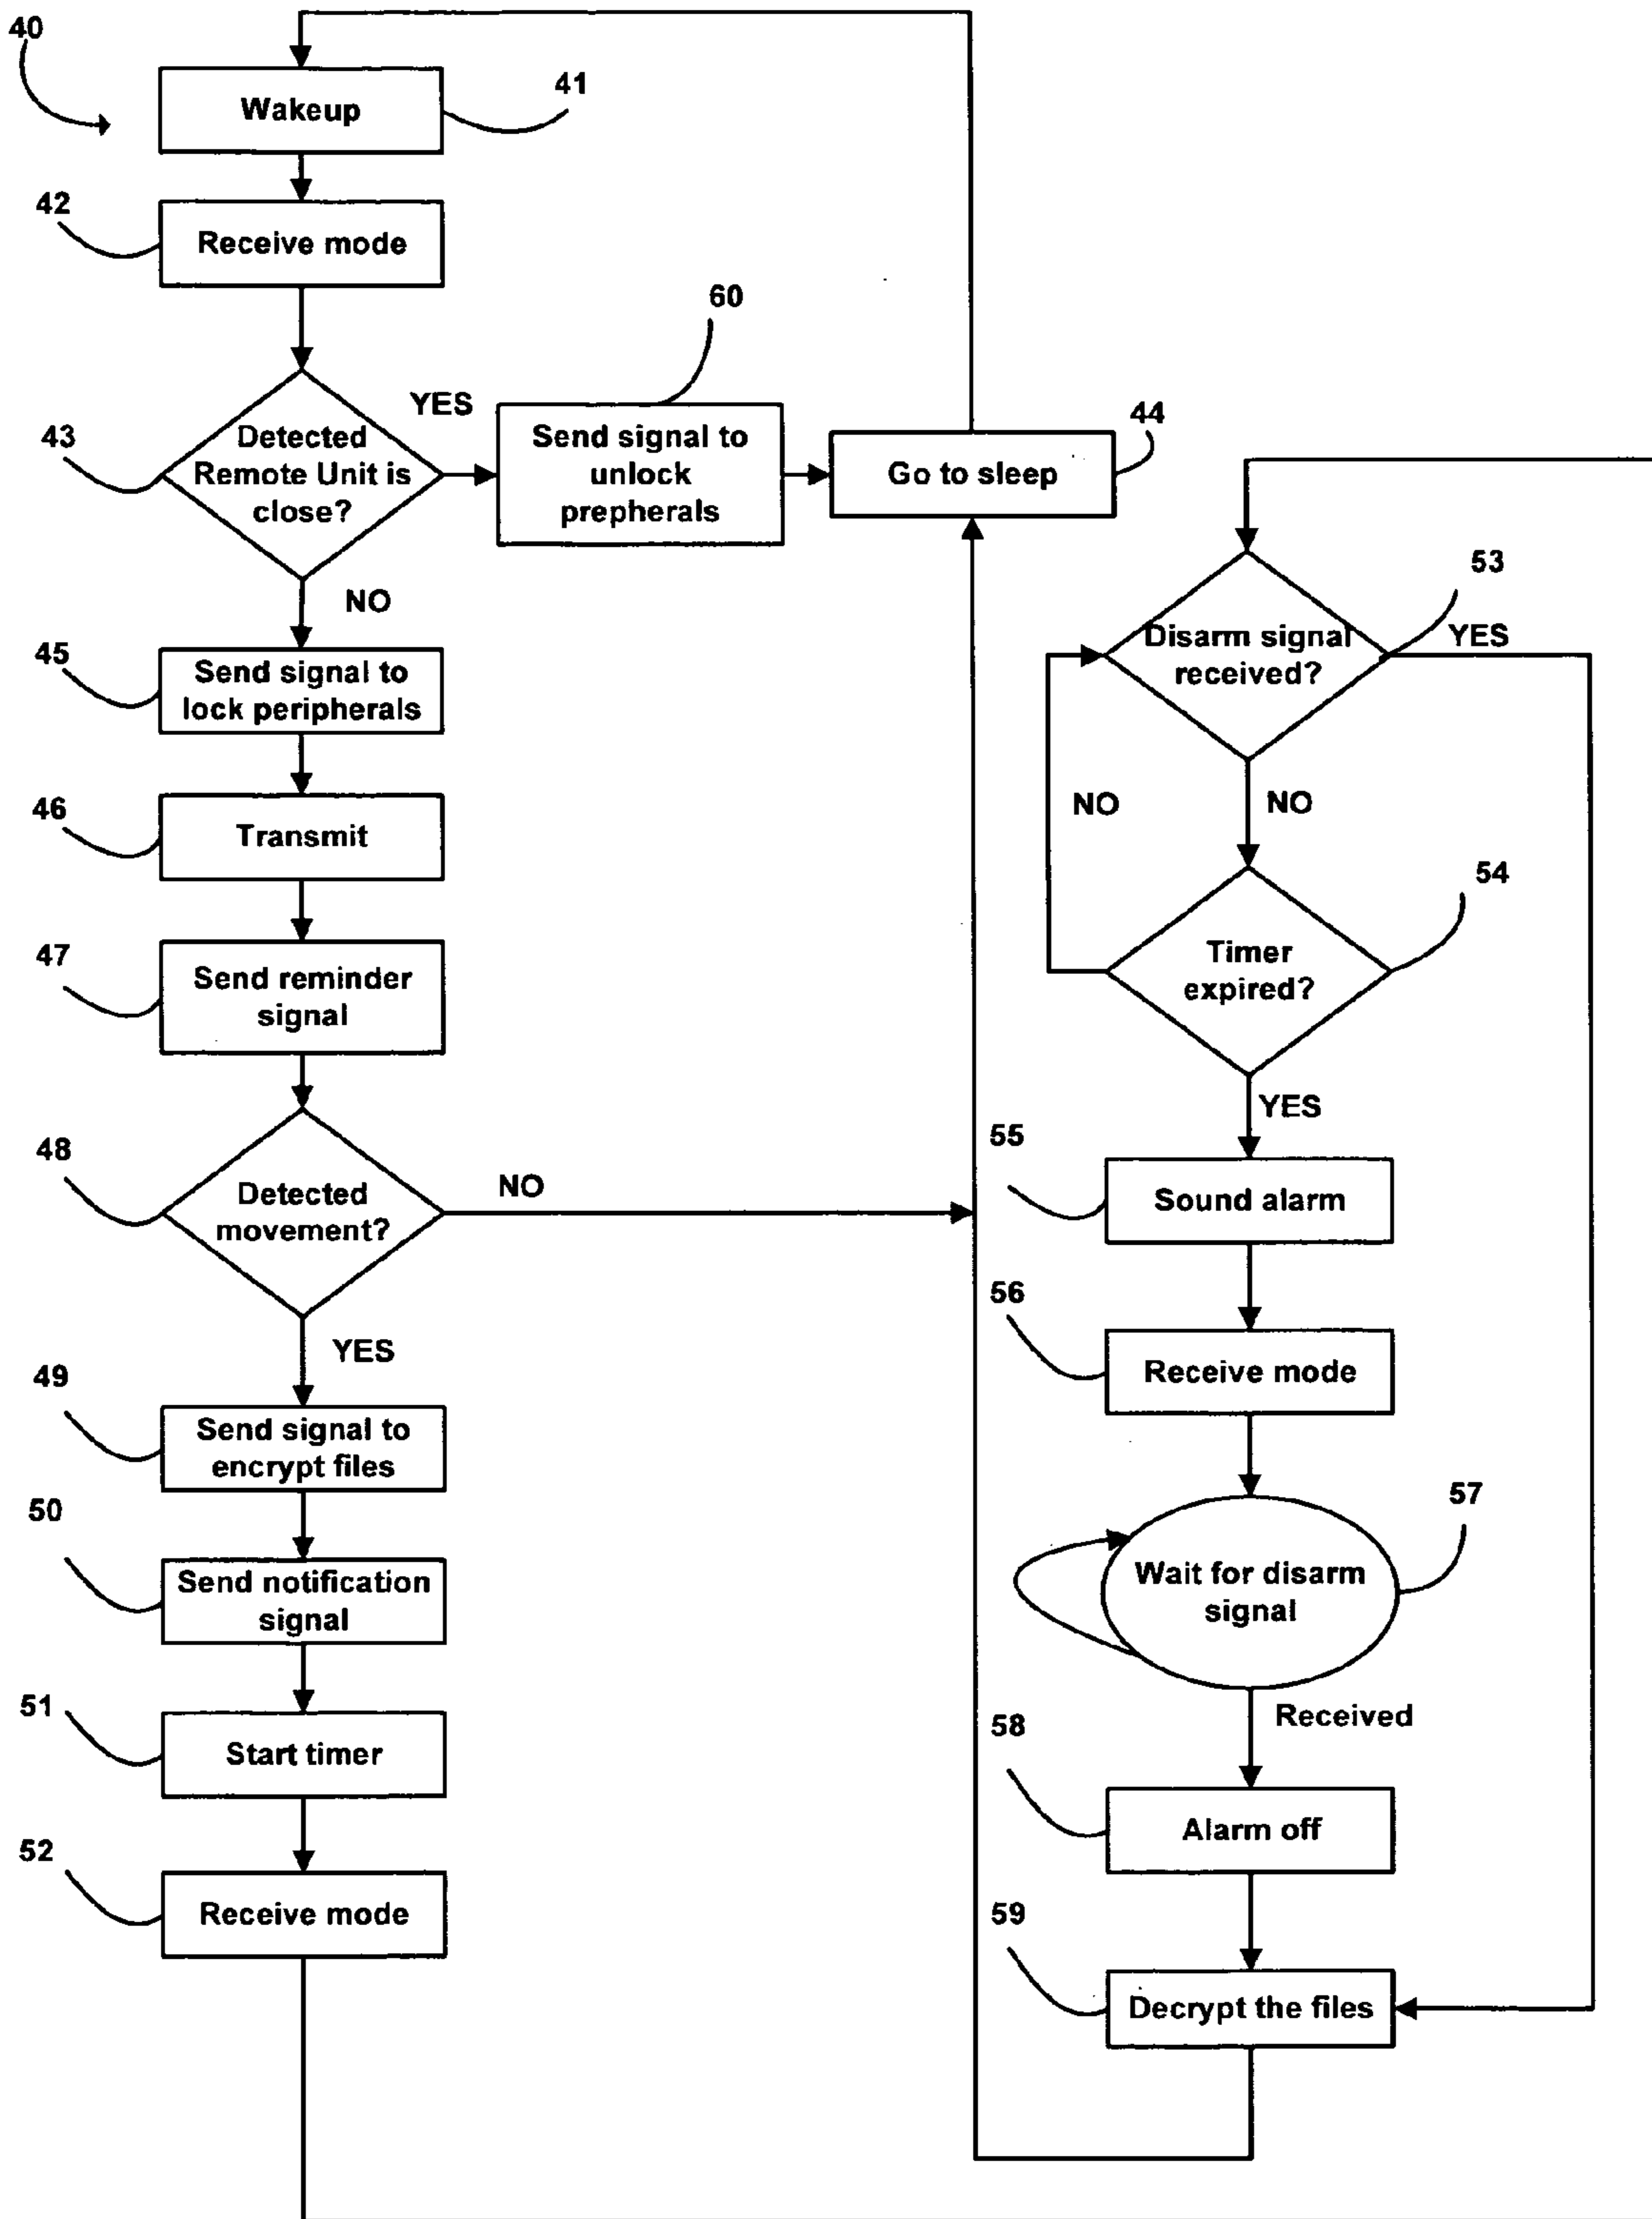 40
Wakeup
41
42
Receive mode
60
43
Detected
Remote Unit is
close?
YES
Send signal to
unlock
prepherals
Go to sleep
44
NO
45
Send signal to
lock peripherals
46
Transmit
47
Send reminder
signal
48
Detected
movement?
NO
YES
49
Send signal to
encrypt files
50
Send notification
signal
51
Start timer
52
Receive mode
53
Disarm signal
received?
YES
NO
NO
54
Timer
expired?
YES
55
Sound alarm
56
Receive mode
57
Wait for disarm
signal
Received
58
Alarm off
59
Decrypt the files